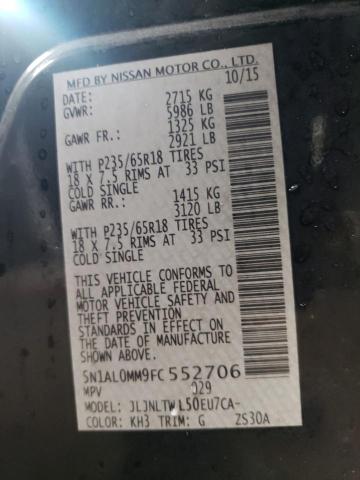 MFD BY NISSAN MOTOR CO., LTD.
DATE: 10/15
GVWR: 2715 KG
5986 LB
GAWR FR.: 1325 KG
2921 LB
WITH P235/65R18 TIRES
18 X 7.5 RIMS AT 33 PSI
COLD SINGLE
GAWR RR.: 1415 KG
3120 LB
WITH P235/65R18 TIRES
18 X 7.5 RIMS AT 33 PSI
COLD SINGLE
THIS VEHICLE CONFORMS TO
ALL APPLICABLE FEDERAL
MOTOR VEHICLE SAFETY AND
THEFT PREVENTION
STANDARDS IN EFFECT ON
THE DATE OF MANUFACTURE
SHOWN ABOVE.
5N1AL0MM9FC552706
MPV 029
MODEL: JLJNLTWL50EU7CA-
COLOR: KH3 TRIM: G ZS30A